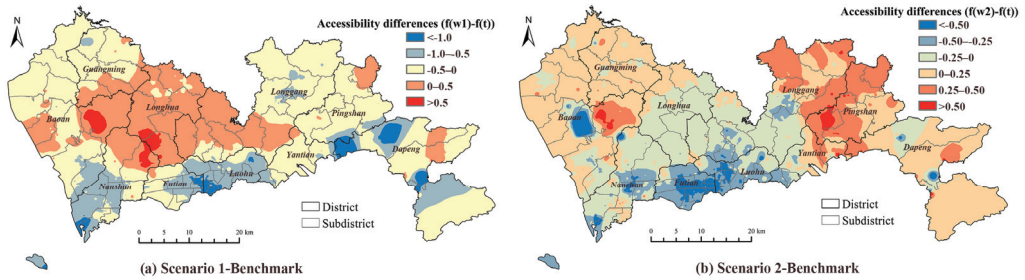 Accessibility differences (f(w1)-f(t))
<-1.0
-1.0~-0.5
-0.5~0
0~0.5
>0.5
N
Guangming
Baoan
Longhua
Longgang
Pingshan
Dapeng
Yantian
Luohu
Futian
Nanshan
District
Subdistrict
0 10 20 km
(a) Scenario 1-Benchmark
Accessibility differences (f(w2)-f(t))
<-0.50
-0.50~-0.25
-0.25~0
0~0.25
0.25~0.50
>0.50
N
Guangming
Baoan
Longhua
Longgang
Pingshan
Dapeng
Yantian
Luohu
Futian
Nanshan
District
Subdistrict
0 10 20 km
(b) Scenario 2-Benchmark